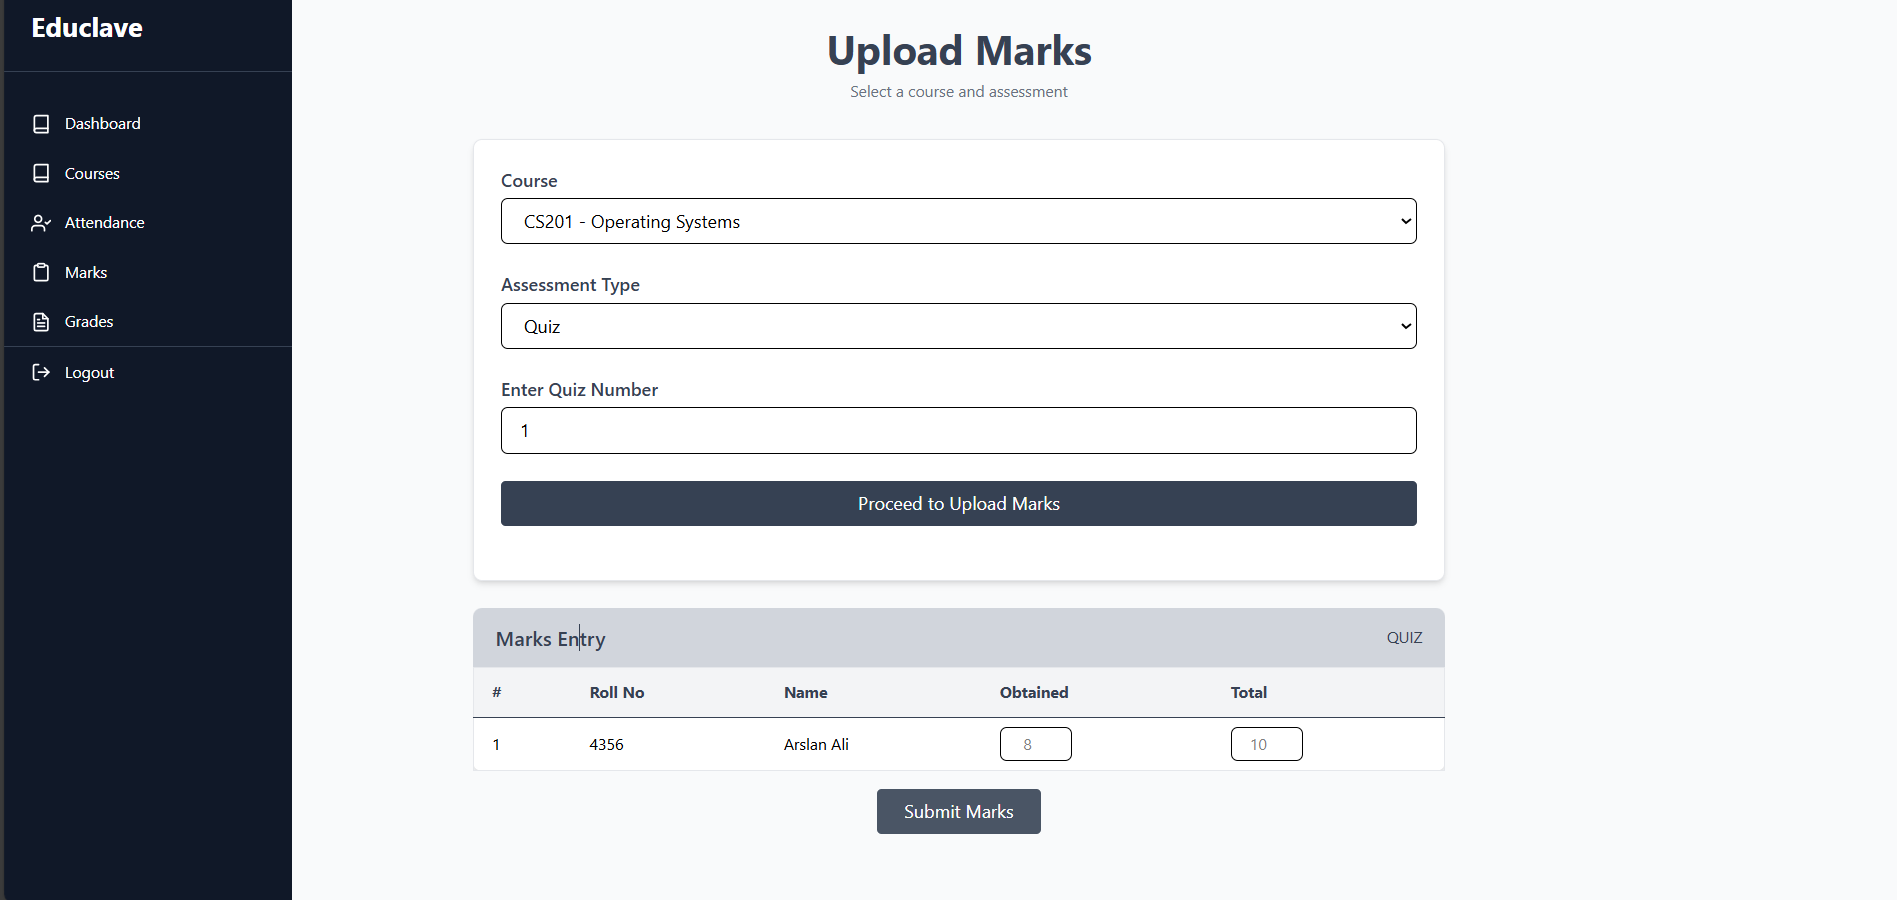 Educlave
Dashboard
Courses
Attendance
Marks
Grades
Logout
Upload Marks
Select a course and assessment
Course
CS201 - Operating Systems
Assessment Type
Quiz
Enter Quiz Number
1
Proceed to Upload Marks
Marks Entry QUIZ
# Roll No Name Obtained Total
1 4356 Arslan Ali 8 10
Submit Marks